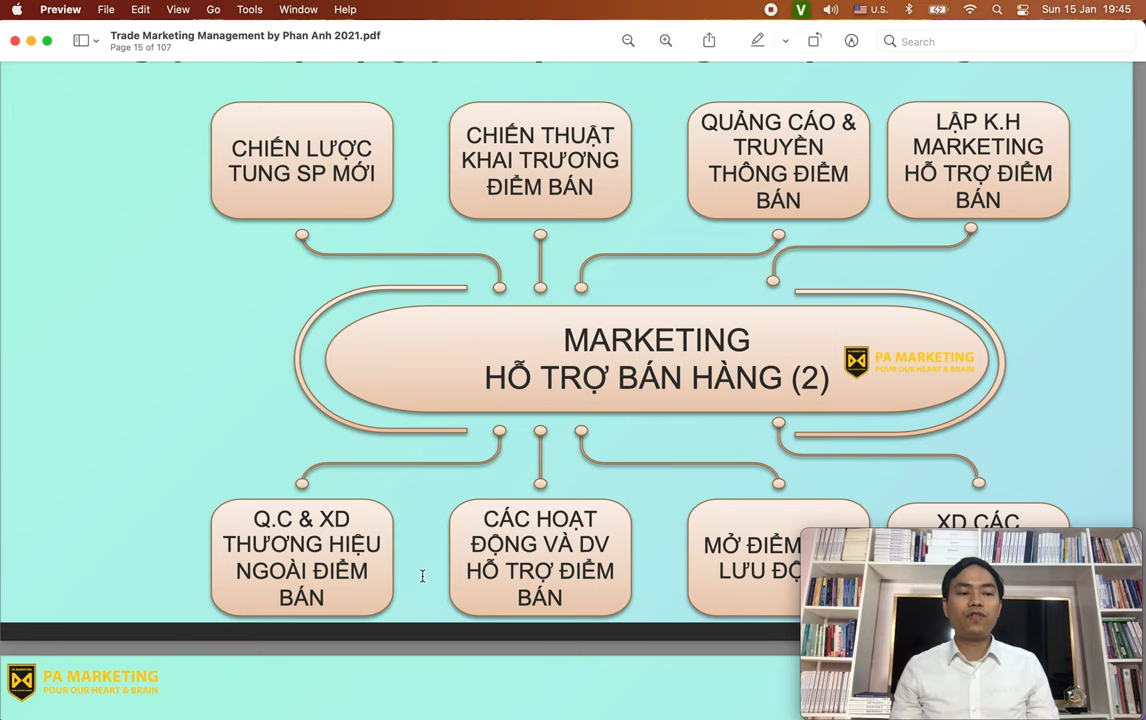 Preview File Edit View Go Tools Window Help
V U.S. Sun 15 Jan 19:45
Trade Marketing Management by Phan Anh 2021.pdf
Page 15 of 107
Search
CHIẾN LƯỢC
TUNG SP MỚI
CHIẾN THUẬT
KHAI TRƯƠNG
ĐIỂM BÁN
QUẢNG CÁO &
TRUYỀN
THÔNG ĐIỂM
BÁN
LẬP K.H
MARKETING
HỖ TRỢ ĐIỂM
BÁN
MARKETING
HỖ TRỢ BÁN HÀNG (2)
PA MARKETING
POUR OUR HEART & BRAIN
Q.C & XD
THƯƠNG HIỆU
NGOÀI ĐIỂM
BÁN
CÁC HOẠT
ĐỘNG VÀ DV
HỖ TRỢ ĐIỂM
BÁN
MỞ ĐIỂM
LƯU
XD CÁC
PA MARKETING
POUR OUR HEART & BRAIN